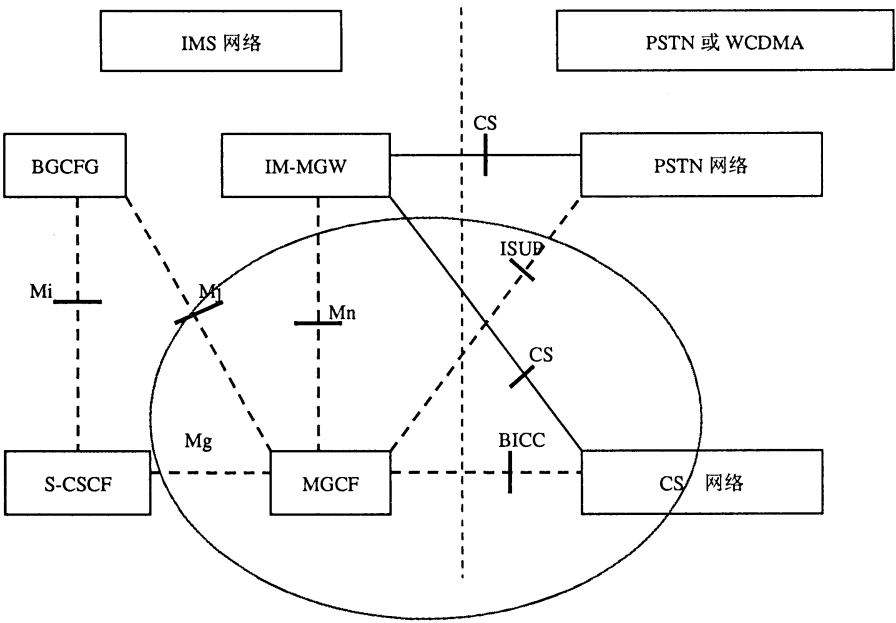 IMS 网络
PSTN 或 WCDMA
CS
BGCFG
IM-MGW
PSTN 网络
ISUP
Mi
Mj
Mn
CS
Mg
BICC
S-CSCF
MGCF
CS 网络